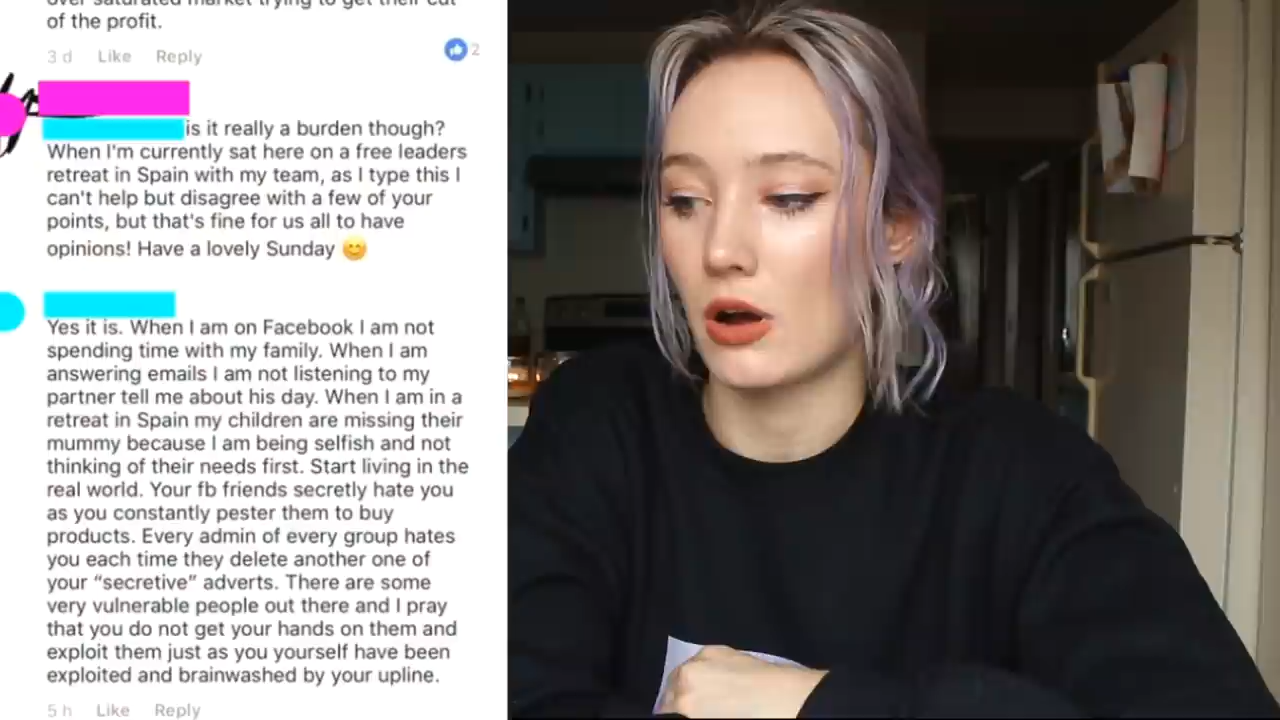 over saturated market trying to get their cut
of the profit.
3 d Like Reply 2
is it really a burden though?
When I'm currently sat here on a free leaders
retreat in Spain with my team, as I type this I
can't help but disagree with a few of your
points, but that's fine for us all to have
opinions! Have a lovely Sunday 😊
Yes it is. When I am on Facebook I am not
spending time with my family. When I am
answering emails I am not listening to my
partner tell me about his day. When I am in a
retreat in Spain my children are missing their
mummy because I am being selfish and not
thinking of their needs first. Start living in the
real world. Your fb friends secretly hate you
as you constantly pester them to buy
products. Every admin of every group hates
you each time they delete another one of
your “secretive” adverts. There are some
very vulnerable people out there and I pray
that you do not get your hands on them and
exploit them just as you yourself have been
exploited and brainwashed by your upline.
5 h Like Reply